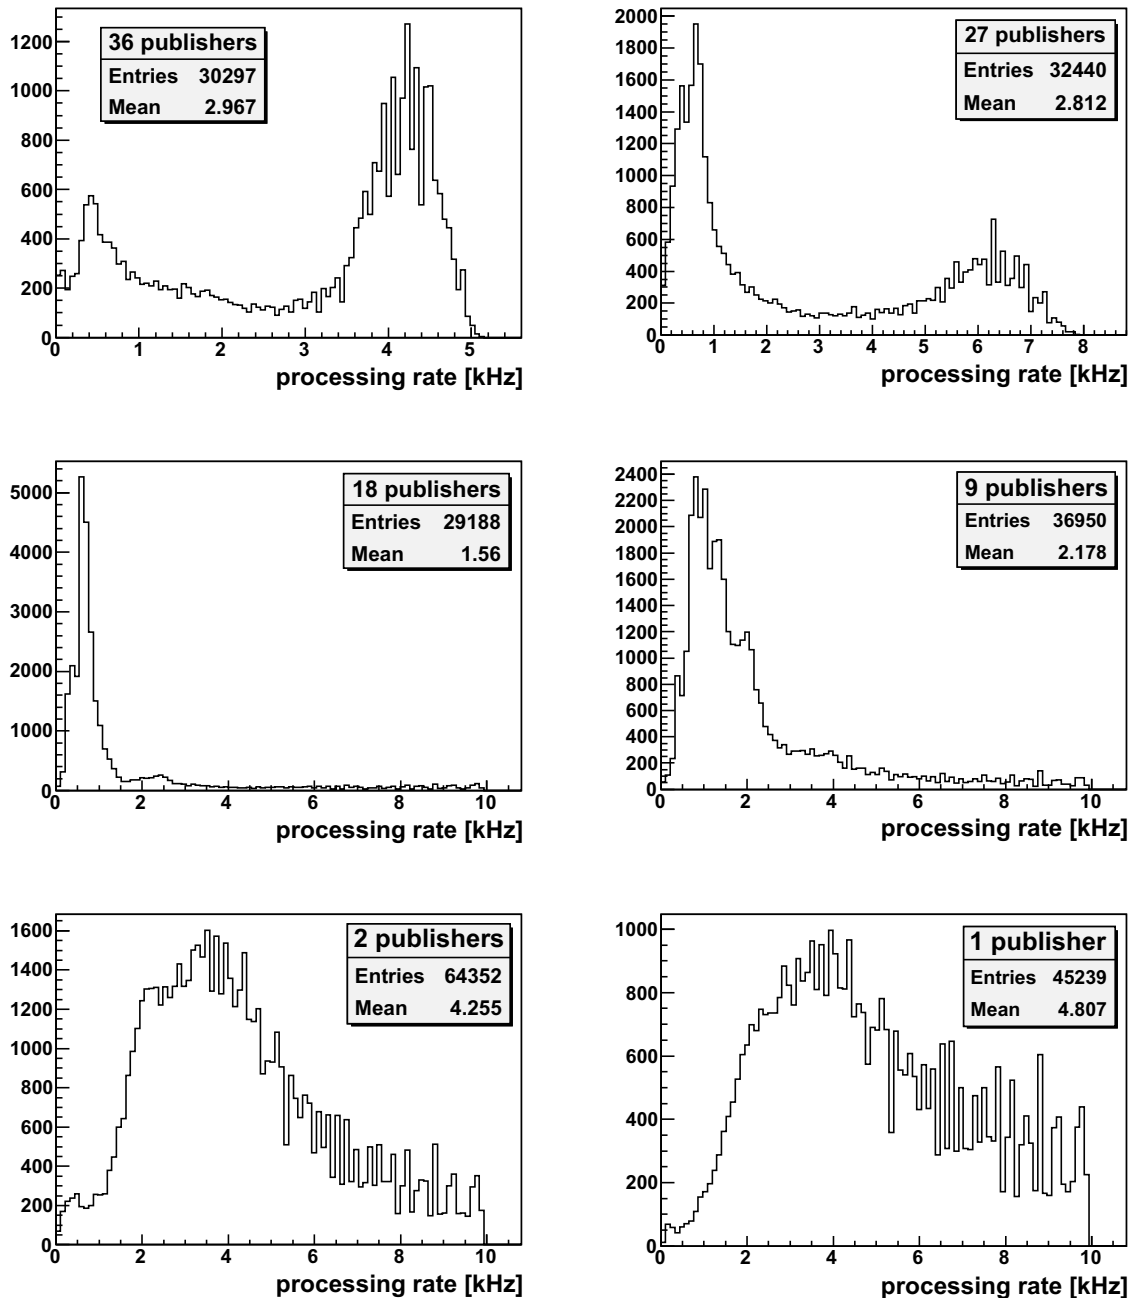 36 publishers
Entries 30297
Mean 2.967
0
200
400
600
800
1000
1200
0 1 2 3 4 5
processing rate [kHz]
27 publishers
Entries 32440
Mean 2.812
0
200
400
600
800
1000
1200
1400
1600
1800
2000
0 1 2 3 4 5 6 7 8
processing rate [kHz]
18 publishers
Entries 29188
Mean 1.56
0
1000
2000
3000
4000
5000
0 2 4 6 8 10
processing rate [kHz]
9 publishers
Entries 36950
Mean 2.178
0
200
400
600
800
1000
1200
1400
1600
1800
2000
2200
2400
0 2 4 6 8 10
processing rate [kHz]
2 publishers
Entries 64352
Mean 4.255
0
200
400
600
800
1000
1200
1400
1600
0 2 4 6 8 10
processing rate [kHz]
1 publisher
Entries 45239
Mean 4.807
0
200
400
600
800
1000
0 2 4 6 8 10
processing rate [kHz]